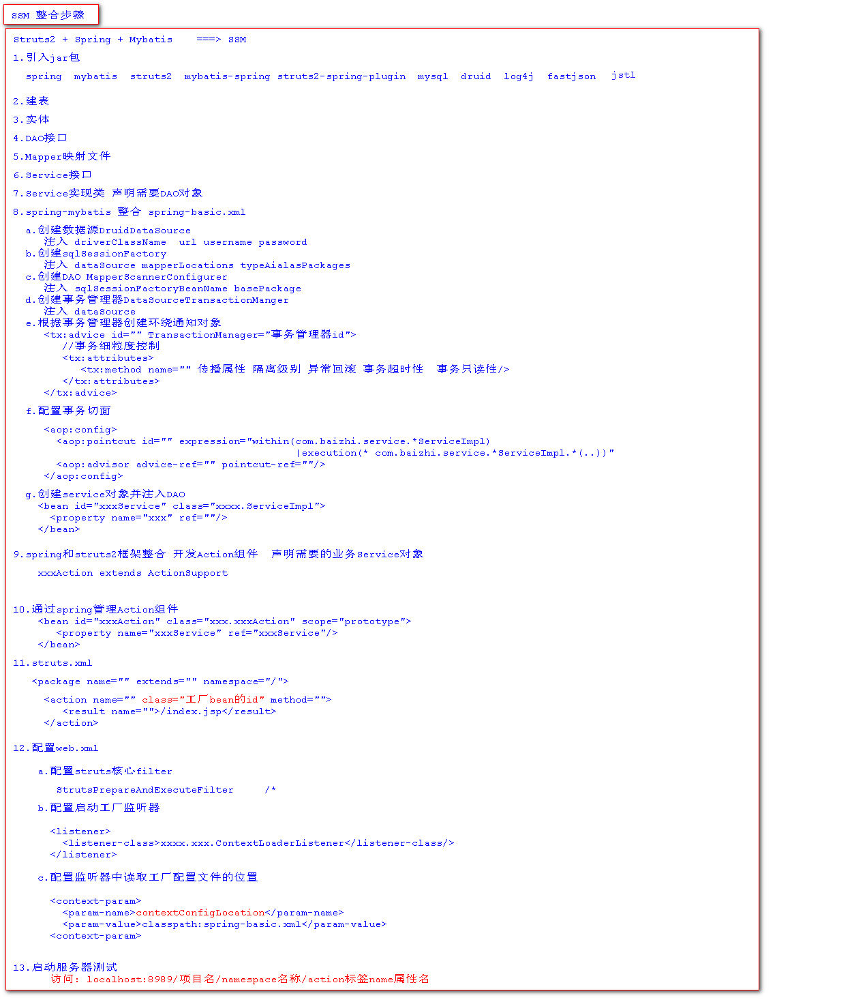 SSM 整合步骤
Struts2 + Spring + Mybatis    ===> SSM
1.引入jar包
spring  mybatis  struts2  mybatis-spring struts2-spring-plugin  mysql  druid  log4j  fastjson  jstl
2.建表
3.实体
4.DAO接口
5.Mapper映射文件
6.Service接口
7.Service实现类 声明需要DAO对象
8.spring-mybatis 整合 spring-basic.xml
a.创建数据源DruidDataSource
注入 driverClassName  url username password
b.创建sqlSessionFactory
注入 dataSource mapperLocations typeAialasPackages
c.创建DAO MapperScannerConfigurer
注入 sqlSessionFactoryBeanName basePackage
d.创建事务管理器DataSourceTransactionManger
注入 dataSource
e.根据事务管理器创建环绕通知对象
<tx:advice id="" TransactionManager="事务管理器id">
//事务细粒度控制
<tx:attributes>
<tx:method name="" 传播属性 隔离级别 异常回滚 事务超时性  事务只读性/>
</tx:attributes>
</tx:advice>
f.配置事务切面
<aop:config>
<aop:pointcut id="" expression="within(com.baizhi.service.*ServiceImpl)
|execution(* com.baizhi.service.*ServiceImpl.*(..))"
<aop:advisor advice-ref="" pointcut-ref=""/>
</aop:config>
g.创建service对象并注入DAO
<bean id="xxxService" class="xxxx.ServiceImpl">
<property name="xxx" ref=""/>
</bean>
9.spring和struts2框架整合 开发Action组件  声明需要的业务Service对象
xxxAction extends ActionSupport
10.通过spring管理Action组件
<bean id="xxxAction" class="xxx.xxxAction" scope="prototype">
<property name="xxxService" ref="xxxService"/>
</bean>
11.struts.xml
<package name="" extends="" namespace="/">
<action name="" class="工厂bean的id" method="">
<result name="">/index.jsp</result>
</action>
12.配置web.xml
a.配置struts核心filter
StrutsPrepareAndExecuteFilter     /*
b.配置启动工厂监听器
<listener>
<listener-class>xxxx.xxx.ContextLoaderListener</listener-class/>
</listener>
c.配置监听器中读取工厂配置文件的位置
<context-param>
<param-name>contextConfigLocation</param-name>
<param-value>classpath:spring-basic.xml</param-value>
<context-param>
13.启动服务器测试
访问: localhost:8989/项目名/namespace名称/action标签name属性名